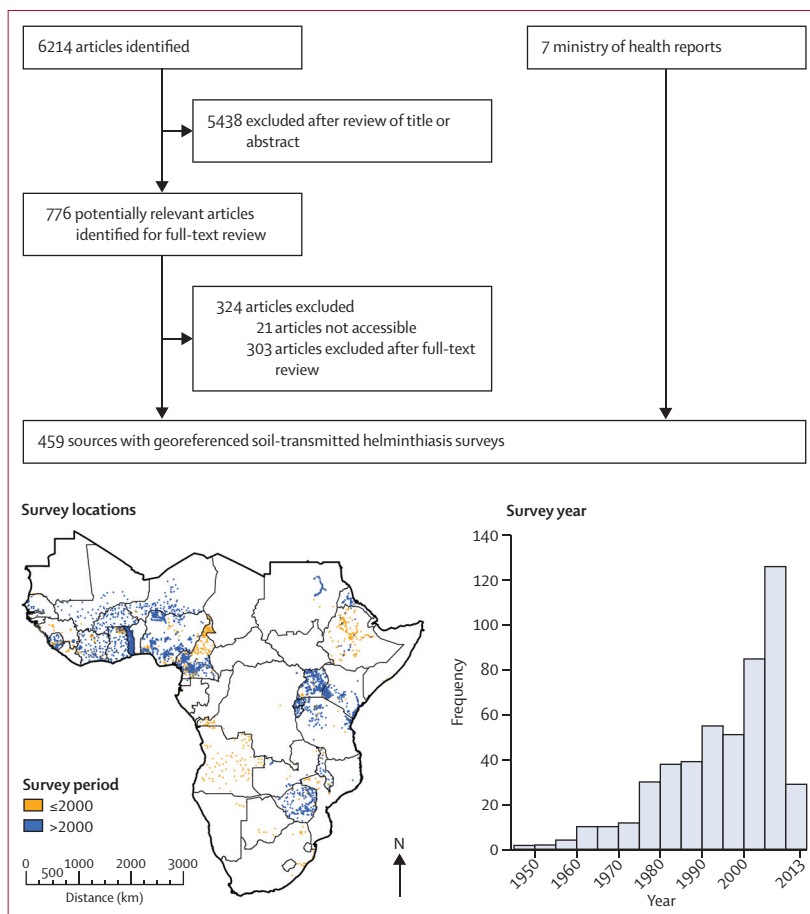 6214 articles identified
7 ministry of health reports
5438 excluded after review of title or
abstract
776 potentially relevant articles
identified for full-text review
324 articles excluded
21 articles not accessible
303 articles excluded after full-text
review
459 sources with georeferenced soil-transmitted helminthiasis surveys
Survey locations
Survey period
≤2000
>2000
0 500 1000 2000 3000
Distance (km)
N
Survey year
140
120
100
80
60
40
20
0
Frequency
1950 1960 1970 1980 1990 2000 2013
Year